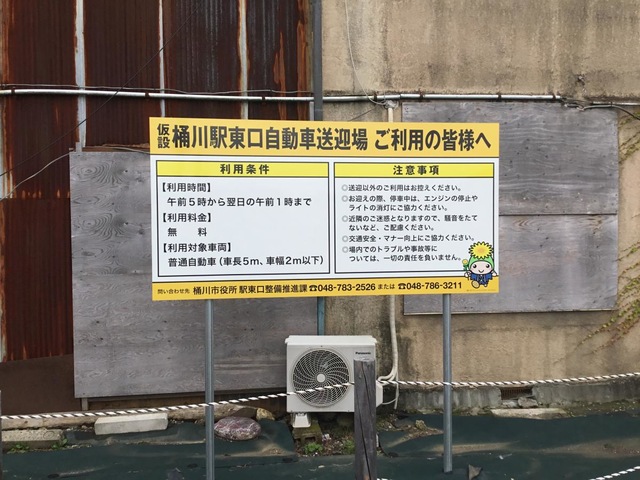 仮設 桶川駅東口自動車送迎場 ご利用の皆様へ
利用条件
【利用時間】
午前5時から翌日の午前1時まで
【利用料金】
無　料
【利用対象車両】
普通自動車(車長5m、車幅2m以下)
注意事項
◎送迎以外のご利用はお控えください。
◎お迎えの際、停車中は、エンジンの停止や
ライトの消灯にご協力ください。
◎近隣のご迷惑となりますので、騒音をたて
ないなど、ご配慮ください。
◎交通安全・マナー向上にご協力ください。
◎場内でのトラブルや事故等に
ついては、一切の責任を負いません。
問い合わせ先 桶川市役所 駅東口整備推進課 ☎048-783-2526 または ☎048-786-3211
Panasonic